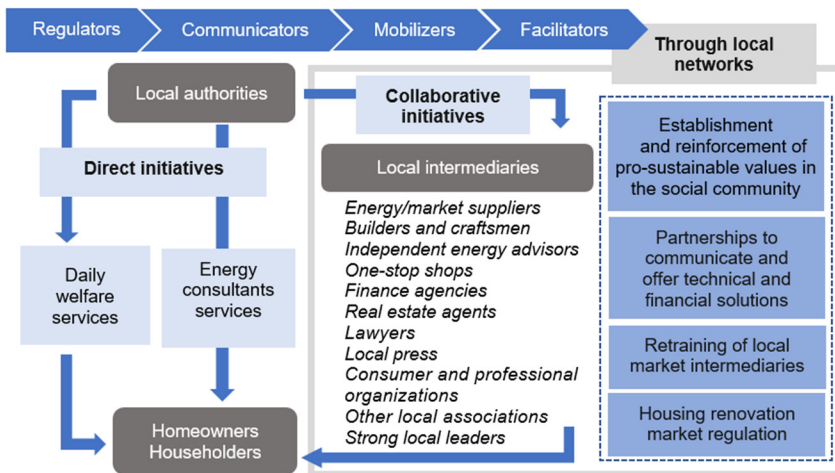 Regulators
Communicators
Mobilizers
Facilitators
Through local
networks
Local authorities
Collaborative
initiatives
Direct initiatives
Daily
welfare
services
Energy
consultants
services
Homeowners
Householders
Local intermediaries
Energy/market suppliers
Builders and craftsmen
Independent energy advisors
One-stop shops
Finance agencies
Real estate agents
Lawyers
Local press
Consumer and professional
organizations
Other local associations
Strong local leaders
Establishment
and reinforcement of
pro-sustainable values in
the social community
Partnerships to
communicate and
offer technical and
financial solutions
Retraining of local
market intermediaries
Housing renovation
market regulation